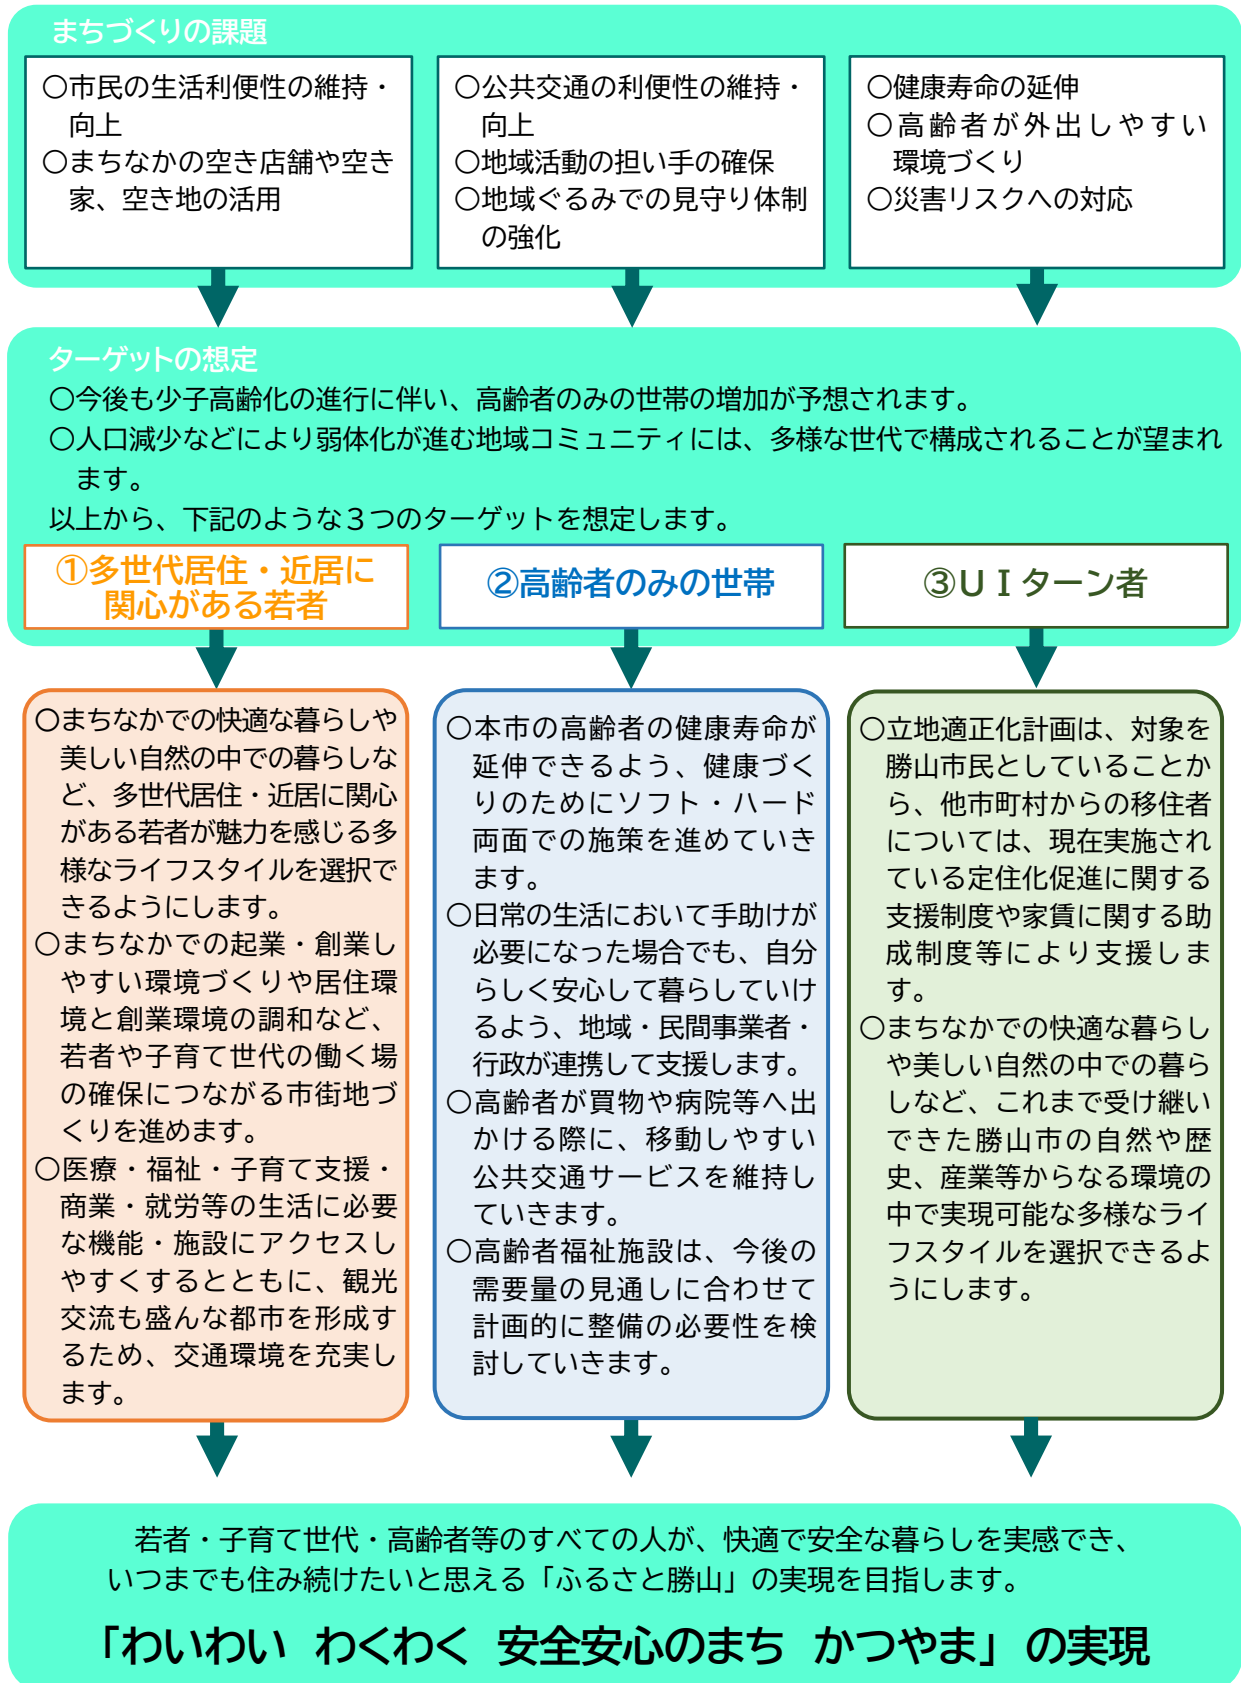 まちづくりの課題
〇市民の生活利便性の維持・
向上
〇まちなかの空き店舗や空き
家、空き地の活用
〇公共交通の利便性の維持・
向上
〇地域活動の担い手の確保
〇地域ぐるみでの見守り体制
の強化
〇健康寿命の延伸
〇高齢者が外出しやすい
環境づくり
〇災害リスクへの対応
ターゲットの想定
〇今後も少子高齢化の進行に伴い、高齢者のみの世帯の増加が予想されます。
〇人口減少などにより弱体化が進む地域コミュニティには、多様な世代で構成されることが望まれ
ます。
以上から、下記のような３つのターゲットを想定します。
①多世代居住・近居に
関心がある若者
②高齢者のみの世帯
③ＵＩターン者
〇まちなかでの快適な暮らしや
美しい自然の中での暮らしな
ど、多世代居住・近居に関心
がある若者が魅力を感じる多
様なライフスタイルを選択で
きるようにします。
〇まちなかでの起業・創業し
やすい環境づくりや居住環
境と創業環境の調和など、
若者や子育て世代の働く場
の確保につながる市街地づ
くりを進めます。
〇医療・福祉・子育て支援・
商業・就労等の生活に必要
な機能・施設にアクセスし
やすくするとともに、観光
交流も盛んな都市を形成す
るため、交通環境を充実し
ます。
〇本市の高齢者の健康寿命が
延伸できるよう、健康づく
りのためにソフト・ハード
両面での施策を進めていき
ます。
〇日常の生活において手助けが
必要になった場合でも、自分
らしく安心して暮らしていけ
るよう、地域・民間事業者・
行政が連携して支援します。
〇高齢者が買物や病院等へ出
かける際に、移動しやすい
公共交通サービスを維持し
ていきます。
〇高齢者福祉施設は、今後の
需要量の見通しに合わせて
計画的に整備の必要性を検
討していきます。
〇立地適正化計画は、対象を
勝山市民としていることか
ら、他市町村からの移住者
については、現在実施され
ている定住化促進に関する
支援制度や家賃に関する助
成制度等により支援しま
す。
〇まちなかでの快適な暮らし
や美しい自然の中での暮ら
しなど、これまで受け継い
できた勝山市の自然や歴
史、産業等からなる環境の
中で実現可能な多様なライ
フスタイルを選択できるよ
うにします。
若者・子育て世代・高齢者等のすべての人が、快適で安全な暮らしを実感でき、
いつまでも住み続けたいと思える「ふるさと勝山」の実現を目指します。
「わいわい わくわく 安全安心のまち かつやま」の実現